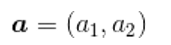 a = (a₁, a₂)